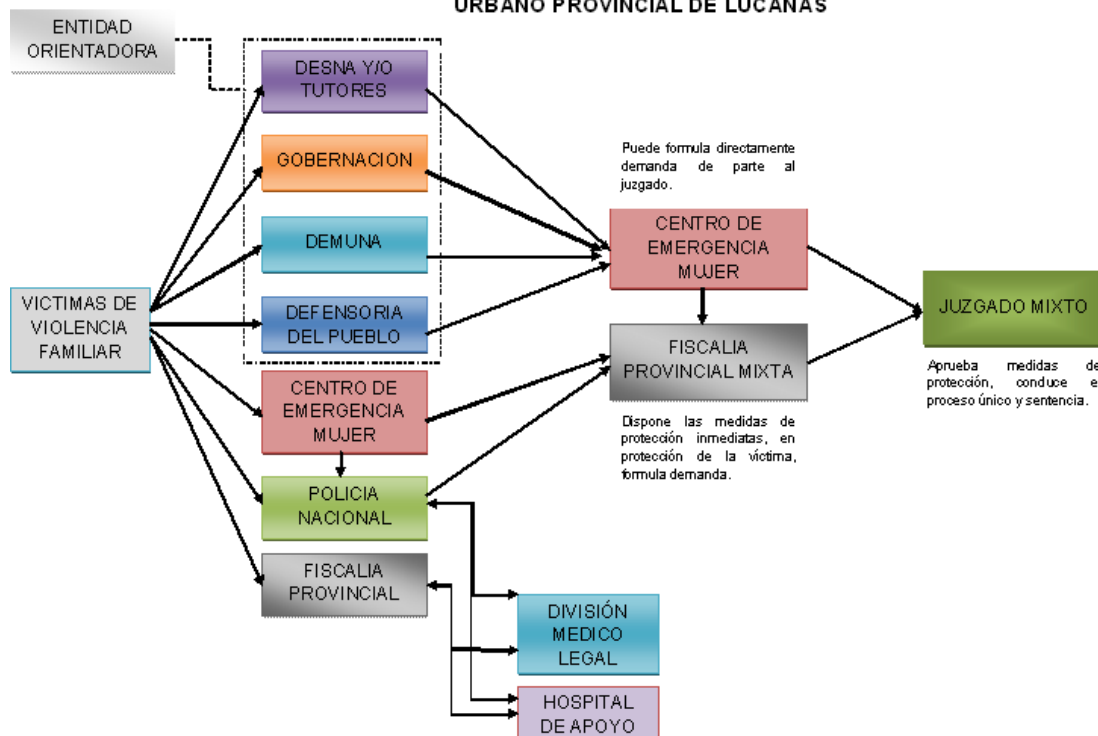 URBANO PROVINCIAL DE LUCANAS
ENTIDAD
ORIENTADORA
DESNA Y/O
TUTORES
GOBERNACION
DEMUNA
DEFENSORIA
DEL PUEBLO
VICTIMAS DE
VIOLENCIA
FAMILIAR
CENTRO DE
EMERGENCIA
MUJER
POLICIA
NACIONAL
FISCALIA
PROVINCIAL
DIVISIÓN
MEDICO
LEGAL
HOSPITAL
DE APOYO
Puede formula directamente
demanda de parte al
juzgado.
CENTRO DE
EMERGENCIA
MUJER
FISCALIA
PROVINCIAL MIXTA
Dispone las medidas de
protección inmediatas, en
protección de la víctima,
formula demanda.
JUZGADO MIXTO
Aprueba medidas de
protección, conduce e
proceso único y sentencia.